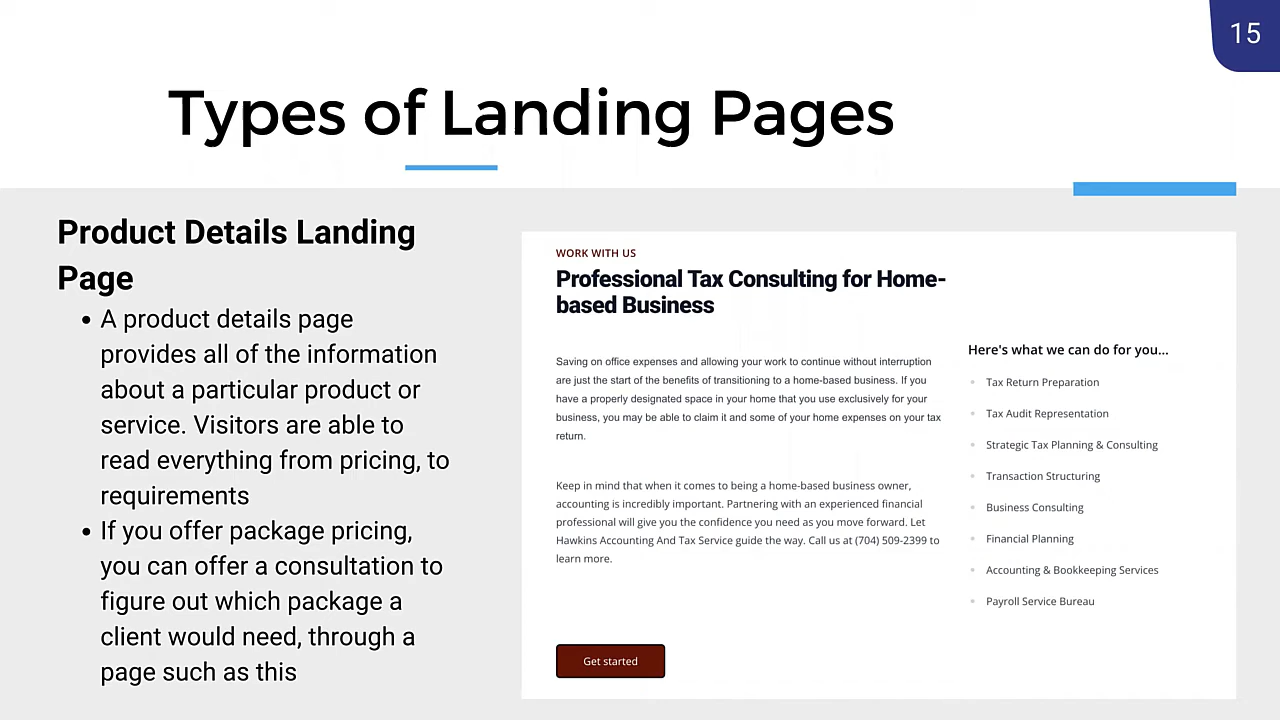 15
Types of Landing Pages
Product Details Landing
Page
• A product details page
provides all of the information
about a particular product or
service. Visitors are able to
read everything from pricing, to
requirements
• If you offer package pricing,
you can offer a consultation to
figure out which package a
client would need, through a
page such as this
WORK WITH US
Professional Tax Consulting for Home-
based Business
Saving on office expenses and allowing your work to continue without interruption
are just the start of the benefits of transitioning to a home-based business. If you
have a properly designated space in your home that you use exclusively for your
business, you may be able to claim it and some of your home expenses on your tax
return.
Keep in mind that when it comes to being a home-based business owner,
accounting is incredibly important. Partnering with an experienced financial
professional will give you the confidence you need as you move forward. Let
Hawkins Accounting And Tax Service guide the way. Call us at (704) 509-2399 to
learn more.
Get started
Here's what we can do for you...
• Tax Return Preparation
• Tax Audit Representation
• Strategic Tax Planning & Consulting
• Transaction Structuring
• Business Consulting
• Financial Planning
• Accounting & Bookkeeping Services
• Payroll Service Bureau